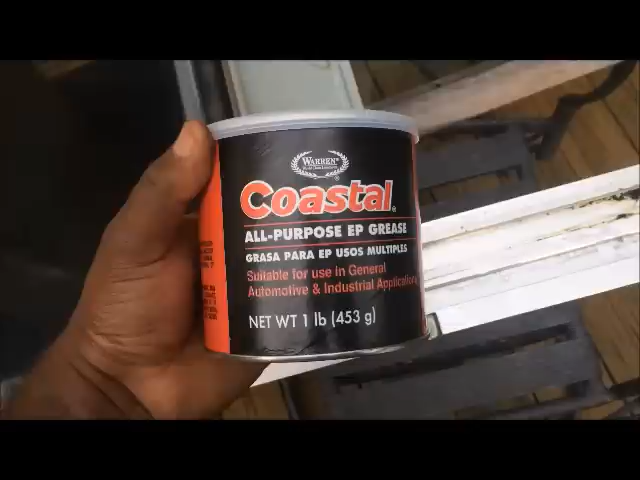 WARREN®
Coastal®
ALL-PURPOSE EP GREASE
GRASA PARA EP USOS MULTIPLES
Suitable for use in General
Automotive & Industrial Applications
NET WT 1 lb (453 g)